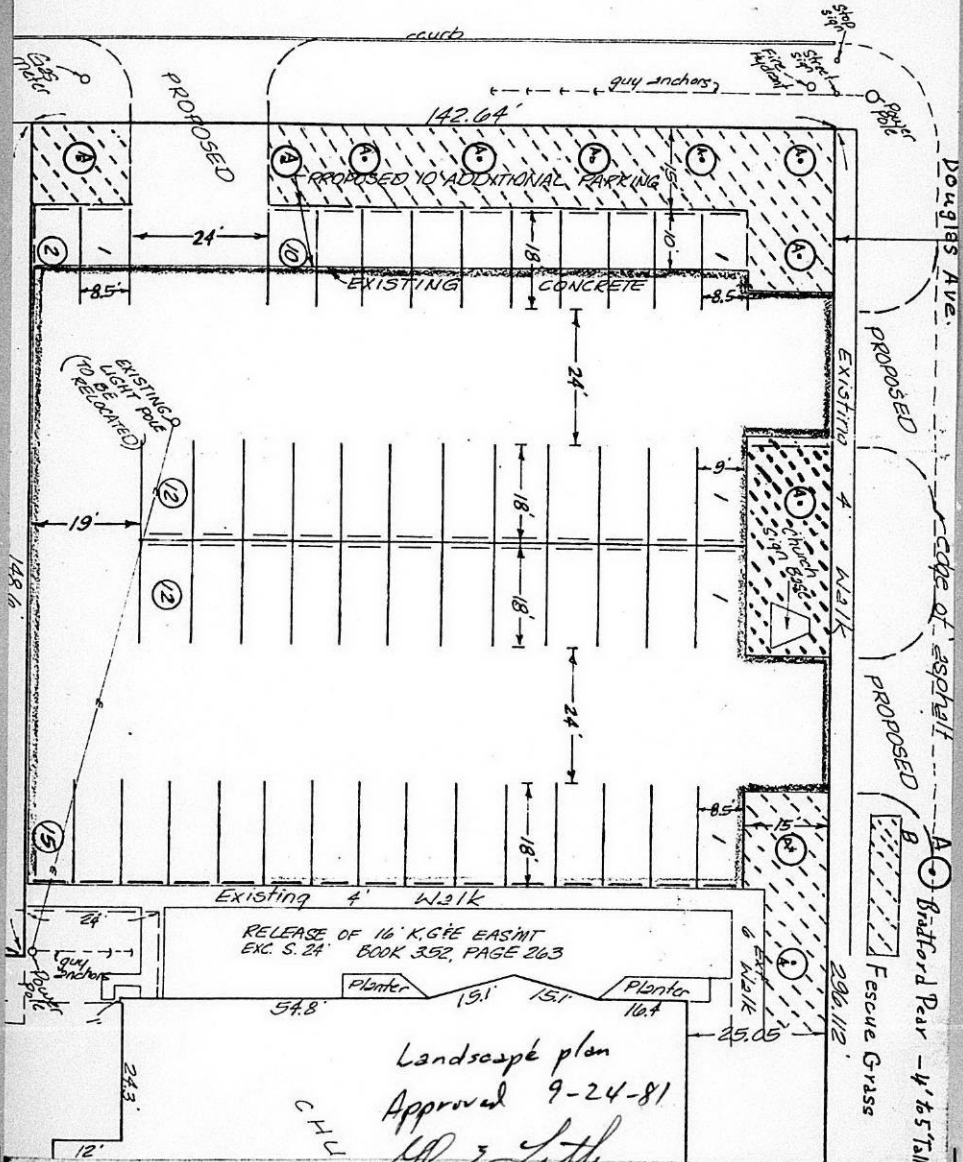 stop sign
curb
Street sign
Fire Hydrant
guy anchors
Power Pole
Gas meter
PROPOSED
142.64'
Douglas Ave.
A
A
A
A
A
A
A
PROPOSED 10 ADDITIONAL PARKING
15'
A
2
1
24'
10
18'
10'
1
8.5'
EXISTING CONCRETE
8.5'
PROPOSED
24'
EXISTING
LIGHT POLE
(TO BE
RELOCATED)
Existing 4' Walk
edge of asphalt
12
18'
9'
1
A
church sign Base
19'
12
18'
1
148.6
24'
PROPOSED
A Bradford Pear - 4' to 5' Tall
B Fescue Grass
15
18'
8.5'
1
15'
A
296.112'
Existing 4' Walk
24'
RELEASE OF 16' K.G&E EASM'NT
EXC. S. 24' BOOK 352, PAGE 263
guy anchors
Power Pole
Planter
Planter
6' Walk
A
1'
54.8
15.1'
15.1'
16.4
25.05
Landscape plan
Approved 9-24-81
24.3'
12'
CHU